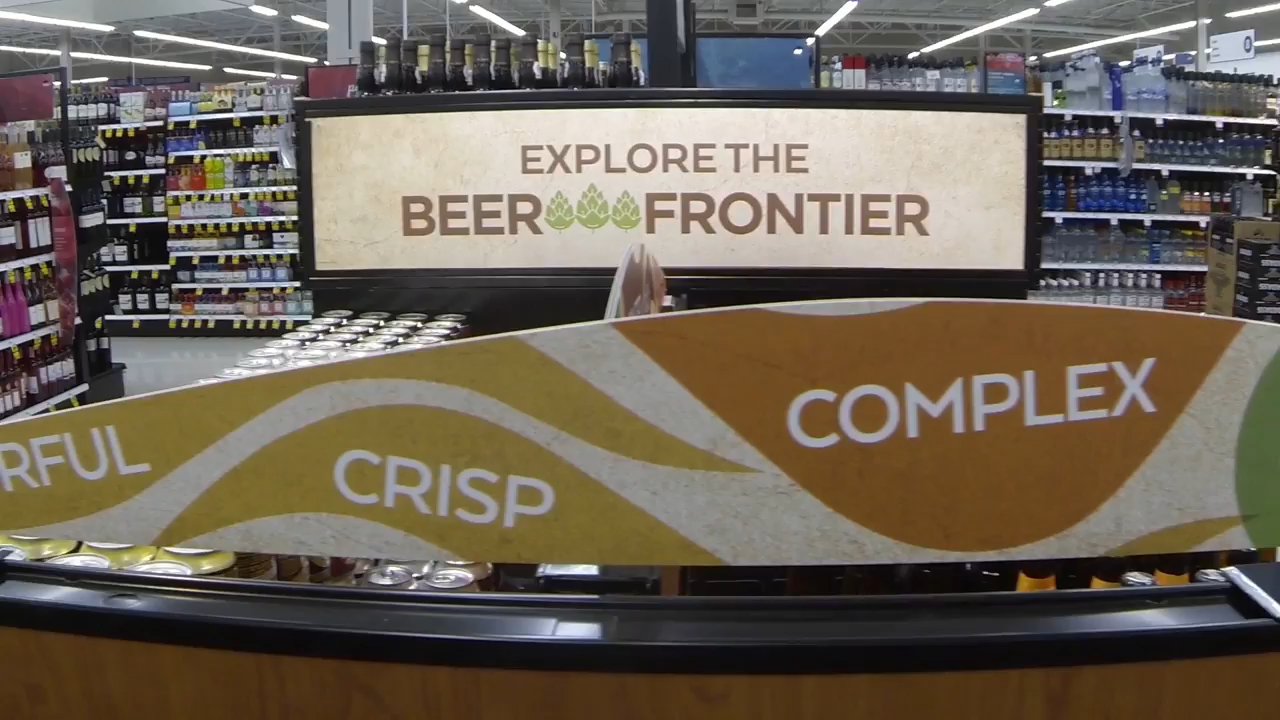 EXPLORE THE
BEER FRONTIER
RFUL
CRISP
COMPLEX